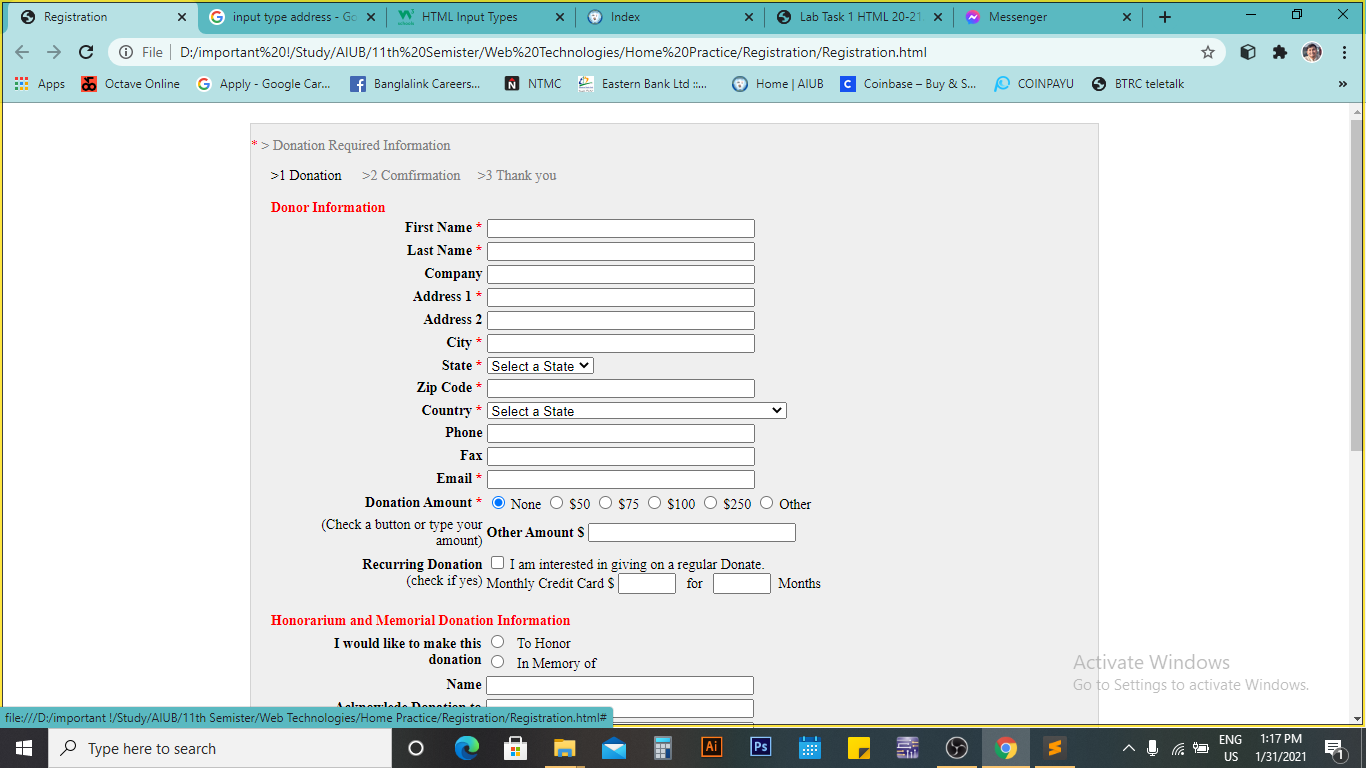 Registration
input type address - Go
HTML Input Types
Index
Lab Task 1 HTML 20-21
Messenger
File
D:/important%20!/Study/AIUB/11th%20Semister/Web%20Technologies/Home%20Practice/Registration/Registration.html
Apps
Octave Online
Apply - Google Car...
Banglalink Careers...
NTMC
Eastern Bank Ltd ::...
Home | AIUB
Coinbase – Buy & S...
COINPAYU
BTRC teletalk
»
* > Donation Required Information
>1 Donation >2 Comfirmation >3 Thank you
Donor Information
First Name *
Last Name *
Company
Address 1 *
Address 2
City *
State * Select a State
Zip Code *
Country * Select a State
Phone
Fax
Email *
Donation Amount * None $50 $75 $100 $250 Other
(Check a button or type your
amount) Other Amount $
Recurring Donation I am interested in giving on a regular Donate.
(check if yes) Monthly Credit Card $ for Months
Honorarium and Memorial Donation Information
I would like to make this To Honor
donation In Memory of
Name
Acknowlede Donation to
Activate Windows
Go to Settings to activate Windows.
file:///D:/important !/Study/AIUB/11th Semister/Web Technologies/Home Practice/Registration/Registration.html#
Type here to search
Ai
Ps
ENG
US
1:17 PM
1/31/2021
1